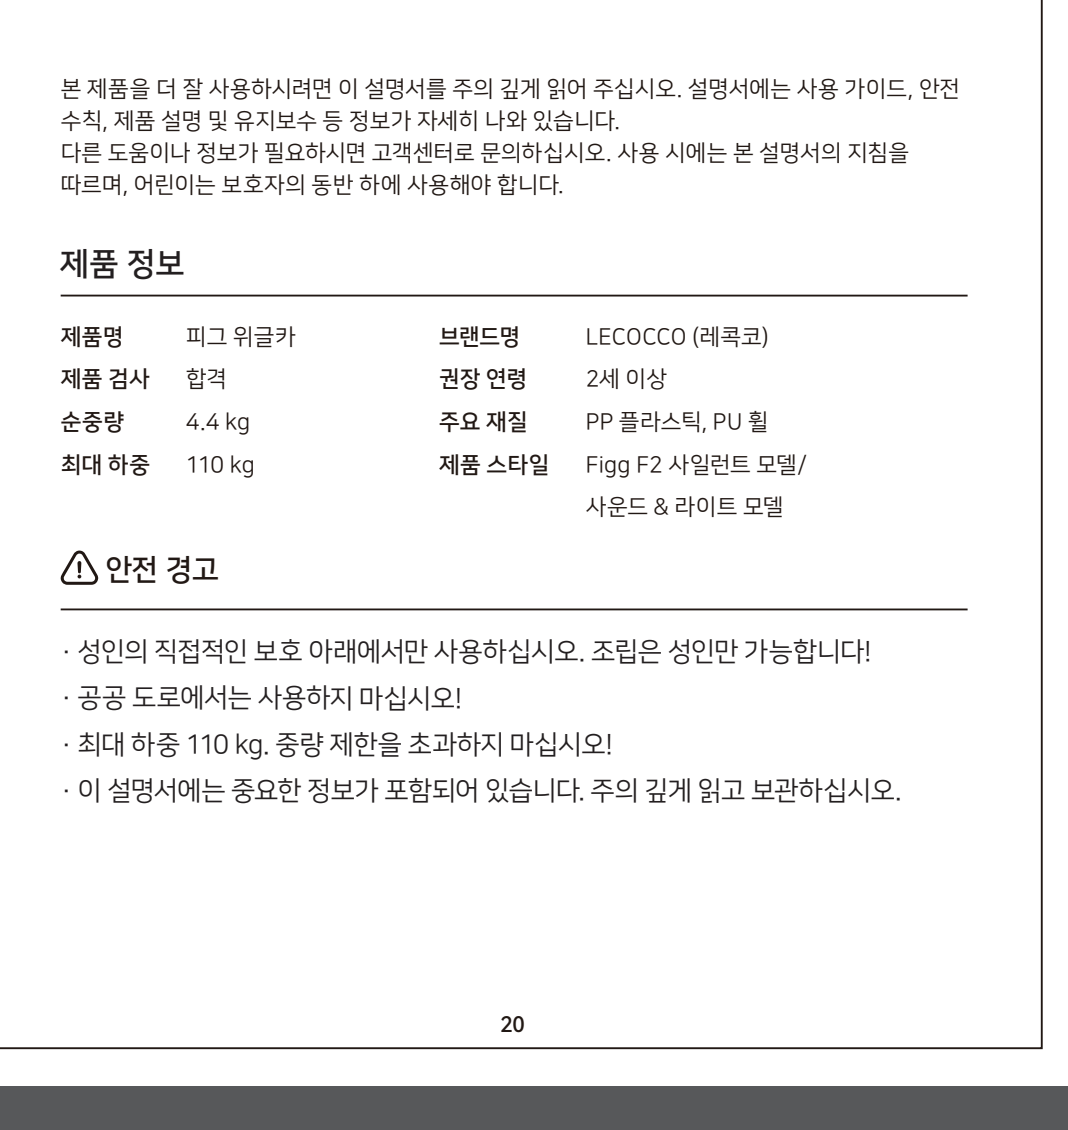 본 제품을 더 잘 사용하시려면 이 설명서를 주의 깊게 읽어 주십시오. 설명서에는 사용 가이드, 안전
수칙, 제품 설명 및 유지보수 등 정보가 자세히 나와 있습니다.
다른 도움이나 정보가 필요하시면 고객센터로 문의하십시오. 사용 시에는 본 설명서의 지침을
따르며, 어린이는 보호자의 동반 하에 사용해야 합니다.
제품 정보
제품명 피그 위글카 브랜드명 LECOCCO (레콕코)
제품 검사 합격 권장 연령 2세 이상
순중량 4.4 kg 주요 재질 PP 플라스틱, PU 휠
최대 하중 110 kg 제품 스타일 Figg F2 사일런트 모델/
사운드 & 라이트 모델
안전 경고
· 성인의 직접적인 보호 아래에서만 사용하십시오. 조립은 성인만 가능합니다!
· 공공 도로에서는 사용하지 마십시오!
· 최대 하중 110 kg. 중량 제한을 초과하지 마십시오!
· 이 설명서에는 중요한 정보가 포함되어 있습니다. 주의 깊게 읽고 보관하십시오.
20